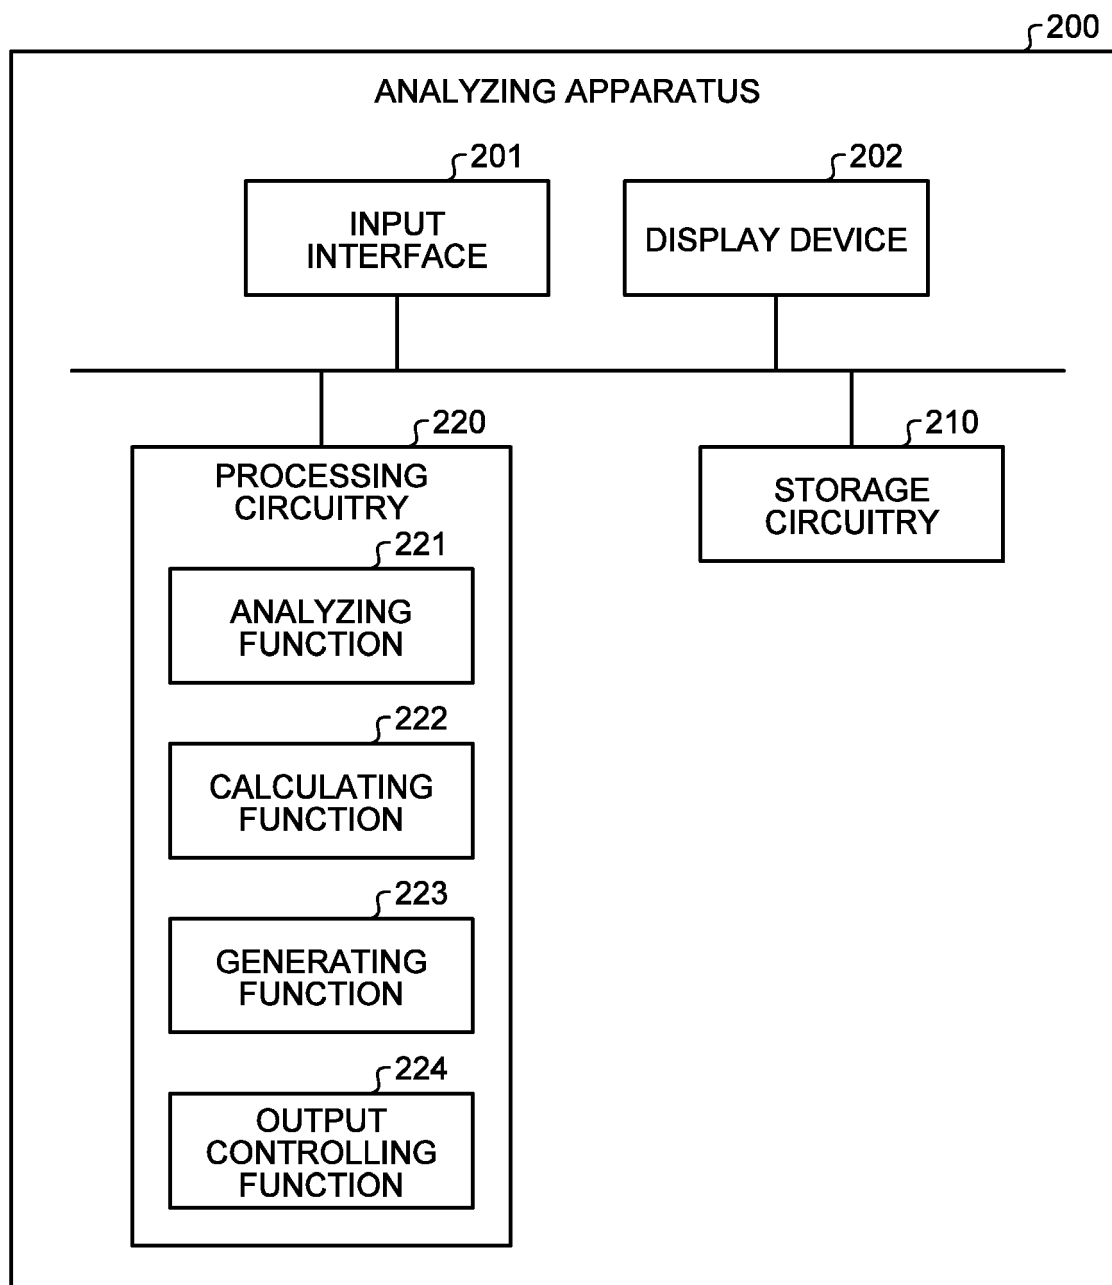 200
ANALYZING APPARATUS
201
INPUT
INTERFACE
202
DISPLAY DEVICE
220
PROCESSING
CIRCUITRY
221
ANALYZING
FUNCTION
222
CALCULATING
FUNCTION
223
GENERATING
FUNCTION
224
OUTPUT
CONTROLLING
FUNCTION
210
STORAGE
CIRCUITRY